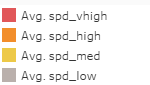 Avg. spd_vhigh
Avg. spd_high
Avg. spd_med
Avg. spd_low